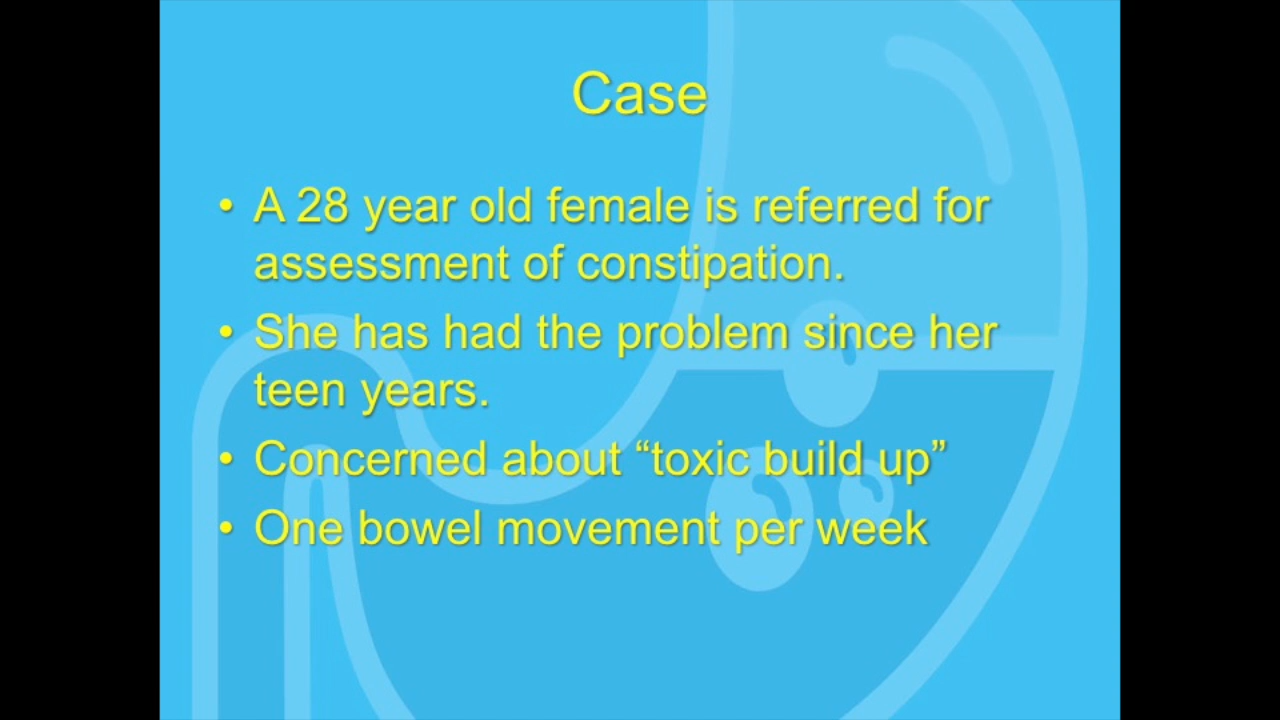 Case
• A 28 year old female is referred for
assessment of constipation.
• She has had the problem since her
teen years.
• Concerned about “toxic build up”
• One bowel movement per week